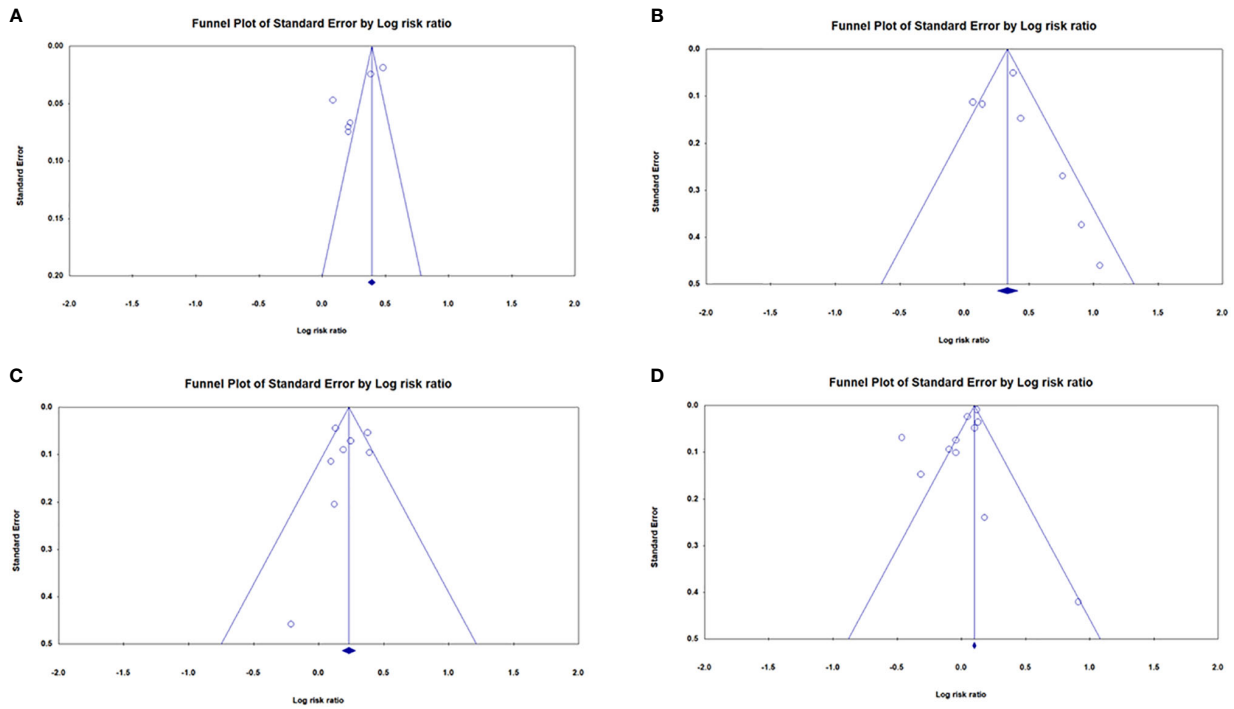 A
Funnel Plot of Standard Error by Log risk ratio
0.00
0.05
0.10
0.15
0.20
Standard Error
-2.0 -1.5 -1.0 -0.5 0.0 0.5 1.0 1.5 2.0
Log risk ratio
B
Funnel Plot of Standard Error by Log risk ratio
0.0
0.1
0.2
0.3
0.4
0.5
Standard Error
-2.0 -1.5 -1.0 -0.5 0.0 0.5 1.0 1.5 2.0
Log risk ratio
C
Funnel Plot of Standard Error by Log risk ratio
0.0
0.1
0.2
0.3
0.4
0.5
Standard Error
-2.0 -1.5 -1.0 -0.5 0.0 0.5 1.0 1.5 2.0
Log risk ratio
D
Funnel Plot of Standard Error by Log risk ratio
0.0
0.1
0.2
0.3
0.4
0.5
Standard Error
-2.0 -1.5 -1.0 -0.5 0.0 0.5 1.0 1.5 2.0
Log risk ratio